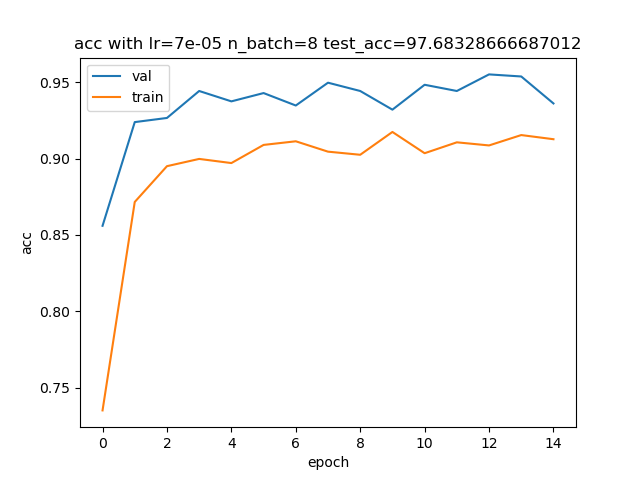 acc with lr=7e-05 n_batch=8 test_acc=97.68328666687012
val
train
0.95
0.90
0.85
0.80
0.75
acc
0 2 4 6 8 10 12 14
epoch